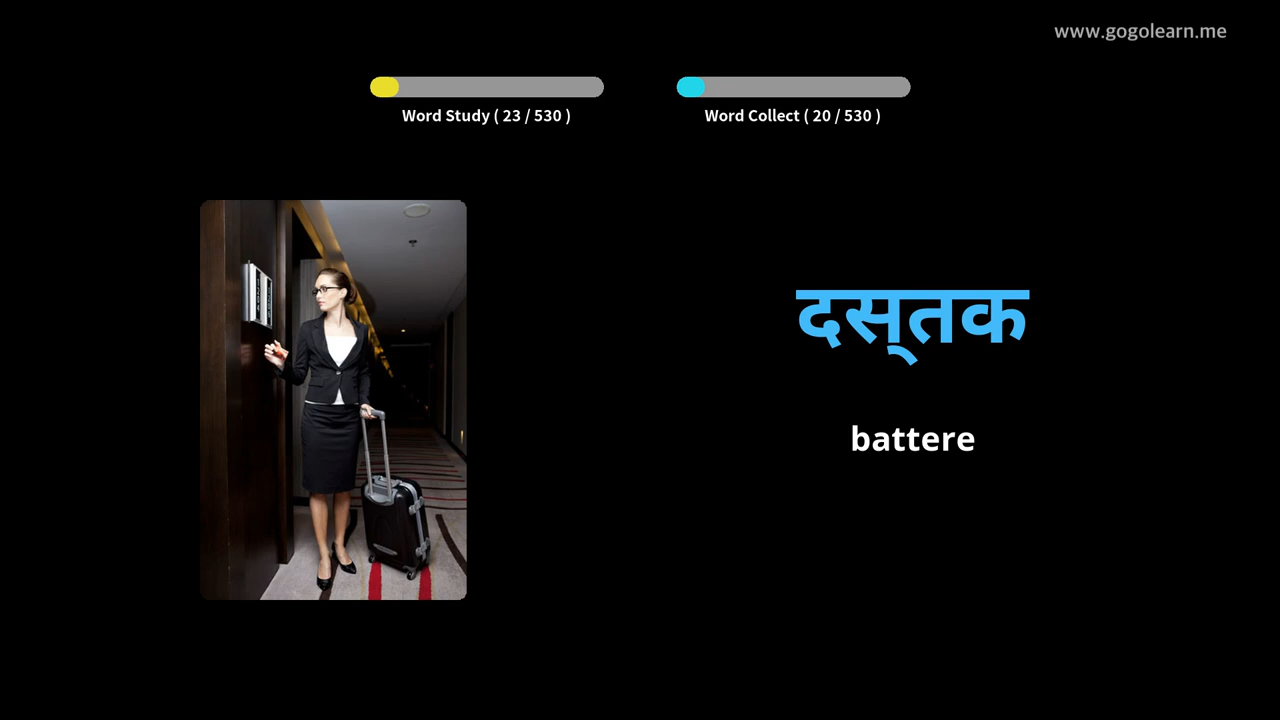 www.gogolearn.me
Word Study ( 23 / 530 )
Word Collect ( 20 / 530 )
दस्‌तक
battere